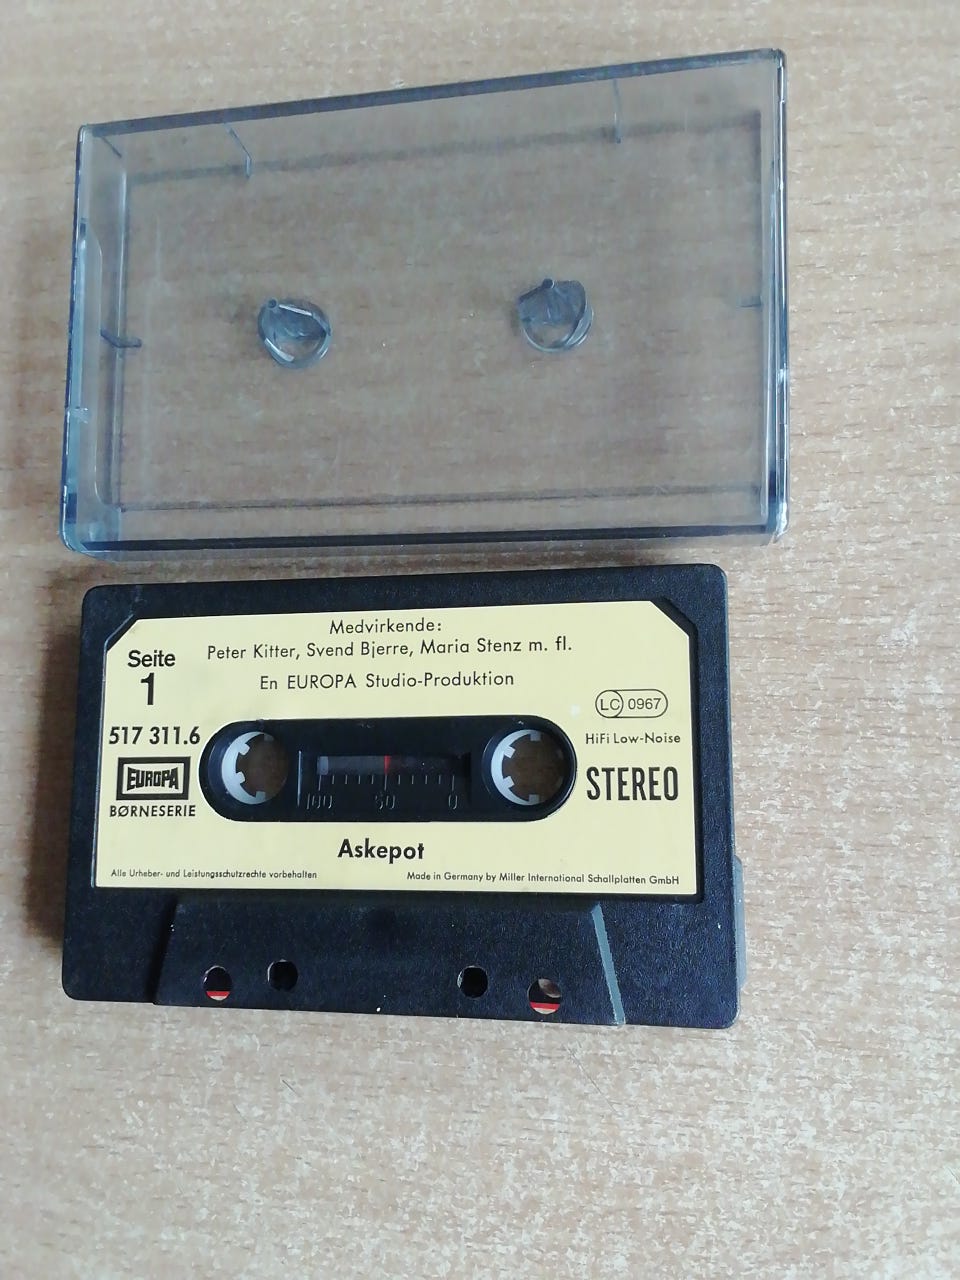 Medvirkende:
Peter Kitter, Svend Bjerre, Maria Stenz m. fl.
En EUROPA Studio-Produktion
Seite
1
517 311.6
EUROPA
BØRNESERIE
LC 0967
HiFi Low-Noise
STEREO
100 50 0
Askepot
Alle Urheber- und Leistungsschutzrechte vorbehalten
Made in Germany by Miller International Schallplatten GmbH